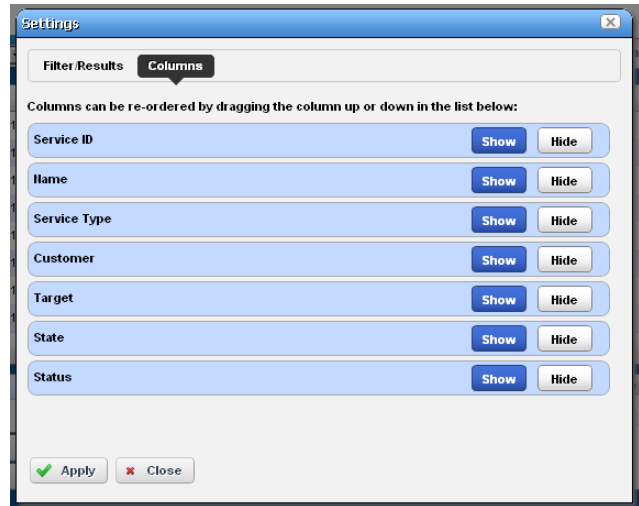 Settings
Filter/Results Columns
Columns can be re-ordered by dragging the column up or down in the list below:
Service ID Show Hide
Name Show Hide
Service Type Show Hide
Customer Show Hide
Target Show Hide
State Show Hide
Status Show Hide
Apply Close